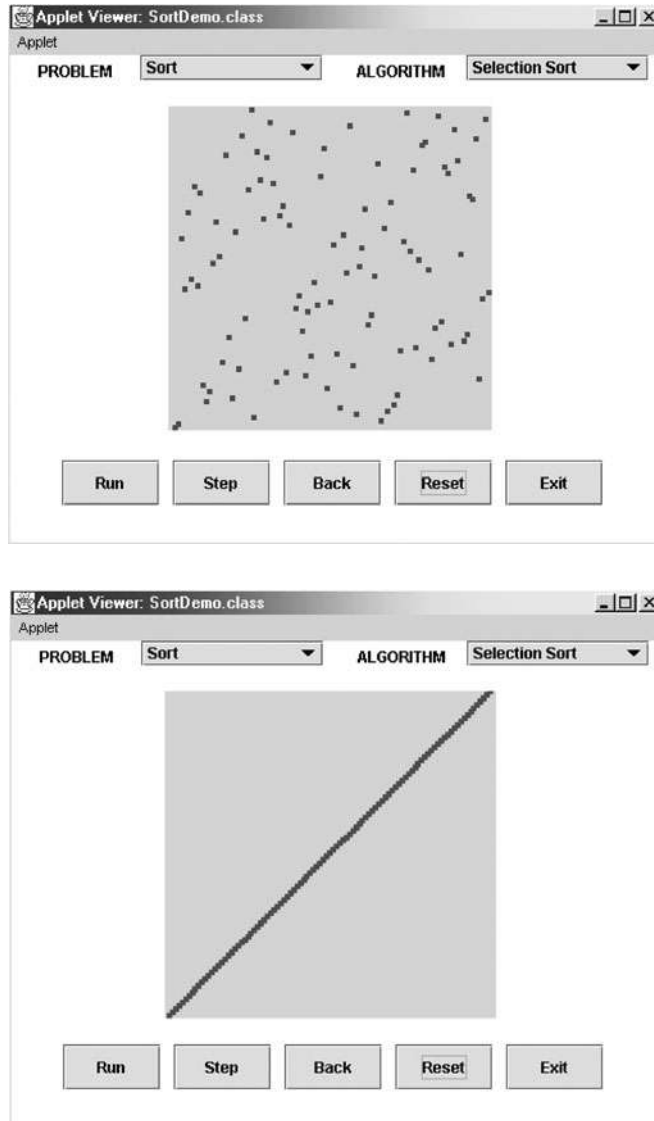 Applet Viewer: SortDemo.class
Applet
PROBLEM Sort ALGORITHM Selection Sort
Run Step Back Reset Exit
Applet Viewer: SortDemo.class
Applet
PROBLEM Sort ALGORITHM Selection Sort
Run Step Back Reset Exit